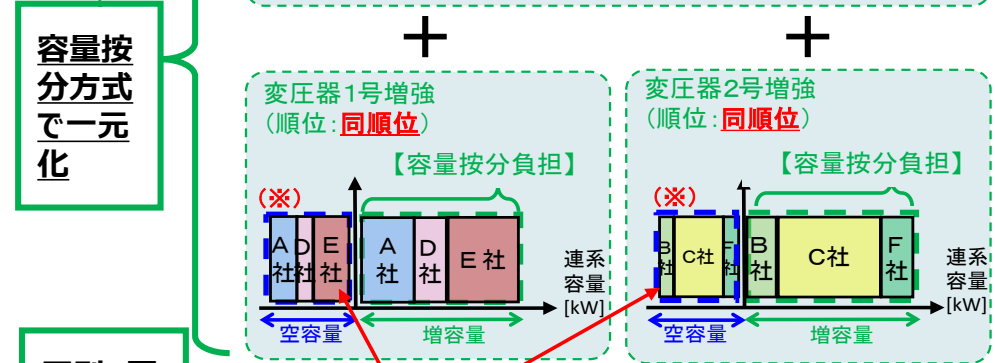 容量按
分方式
で一元
化
＋
＋
変圧器1号増強
(順位:同順位)
【容量按分負担】
(※)
A
社
D
社
E
社
A
社
D
社
E 社
連系
容量
[kW]
空容量
増容量
変圧器2号増強
(順位:同順位)
【容量按分負担】
(※)
B
社
C社
F
社
B
社
C社
F
社
連系
容量
[kW]
空容量
増容量